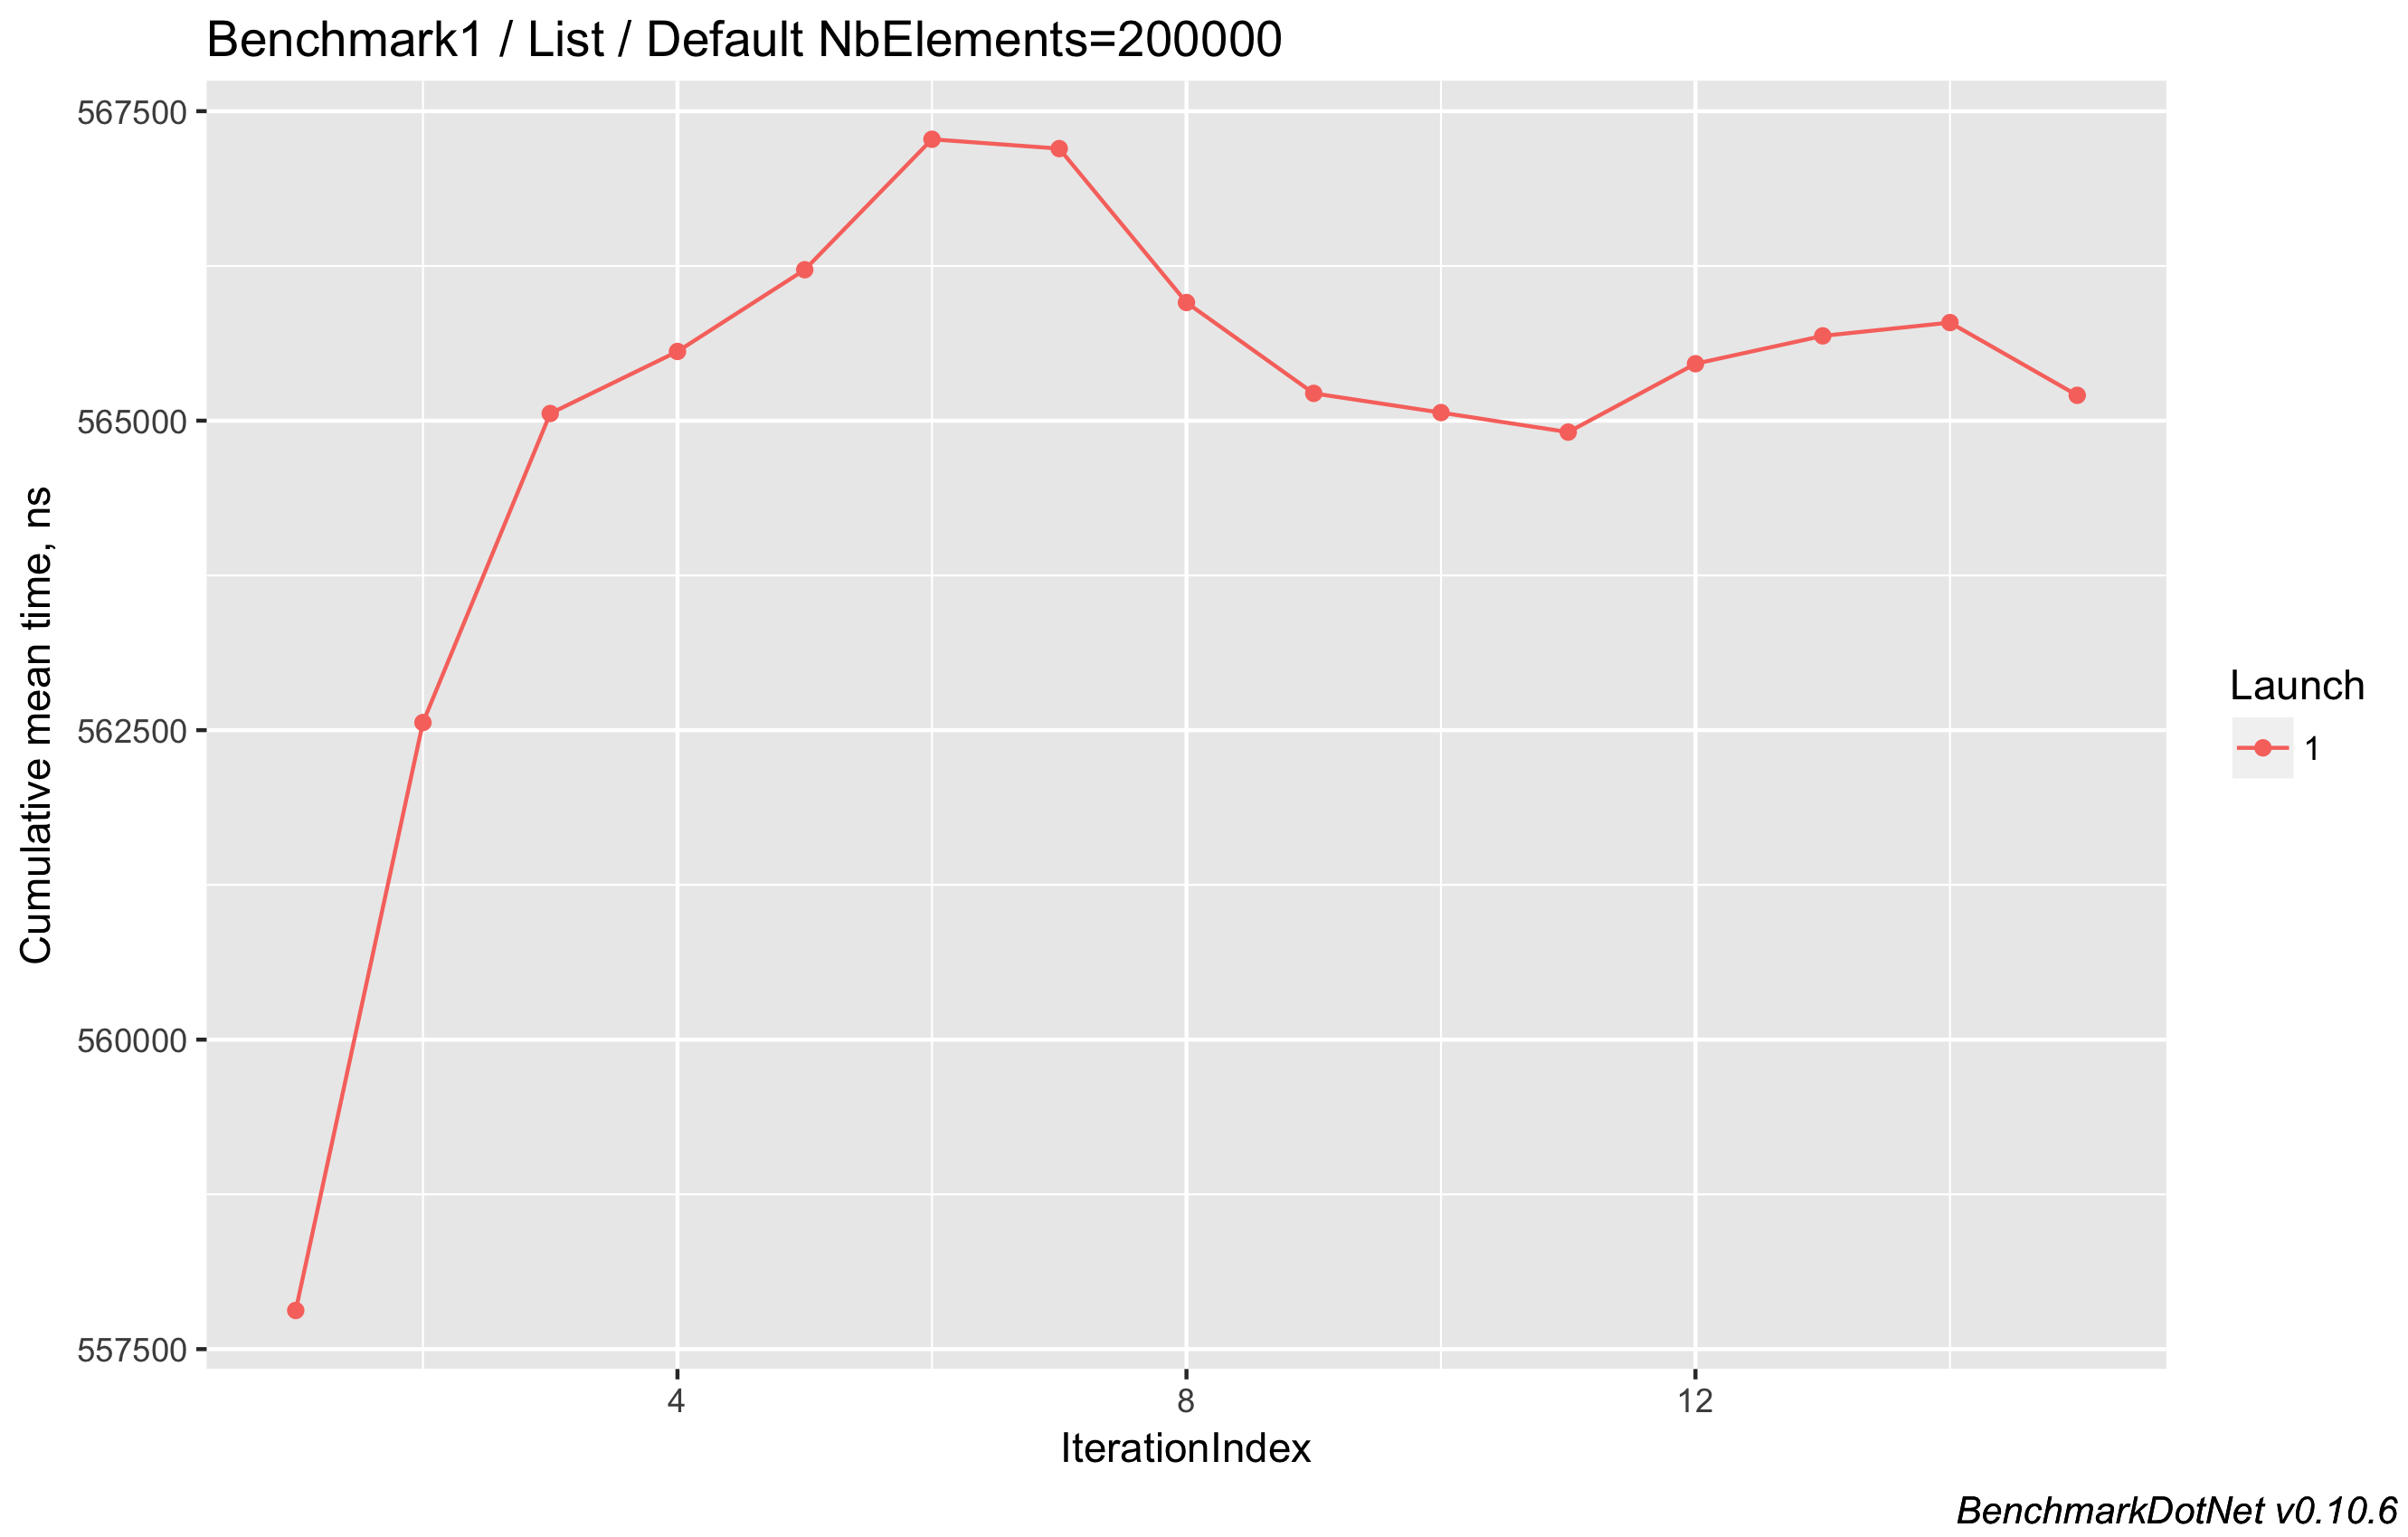 Benchmark1 / List / Default NbElements=200000
567500
565000
562500
560000
557500
Cumulative mean time, ns
4
8
12
IterationIndex
Launch
1
BenchmarkDotNet v0.10.6